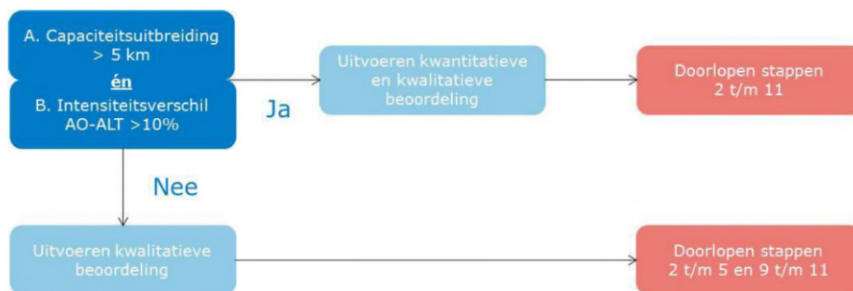 A. Capaciteitsuitbreiding
> 5 km
én
B. Intensiteitsverschil
AO-ALT >10%
Ja
Uitvoeren kwantitatieve
en kwalitatieve
beoordeling
Doorlopen stappen
2 t/m 11
Nee
Uitvoeren kwalitatieve
beoordeling
Doorlopen stappen
2 t/m 5 en 9 t/m 11